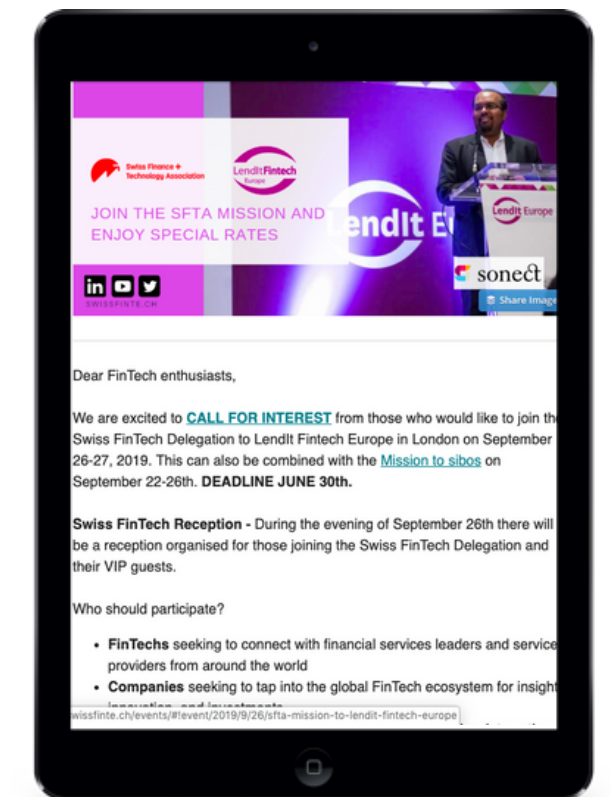 Swiss Finance +
Technology Association
LendItFintech
Europe
JOIN THE SFTA MISSION AND
ENJOY SPECIAL RATES
SWISSFINTE.CH
LendIt Europe
sonect
Share Image
Dear FinTech enthusiasts,
We are excited to CALL FOR INTEREST from those who would like to join the
Swiss FinTech Delegation to LendIt Fintech Europe in London on September
26-27, 2019. This can also be combined with the Mission to sibos on
September 22-26th. DEADLINE JUNE 30th.
Swiss FinTech Reception - During the evening of September 26th there will
be a reception organised for those joining the Swiss FinTech Delegation and
their VIP guests.
Who should participate?
• FinTechs seeking to connect with financial services leaders and service
providers from around the world
• Companies seeking to tap into the global FinTech ecosystem for insight
wissfinte.ch/events/#!event/2019/9/26/sfta-mission-to-lendit-fintech-europe